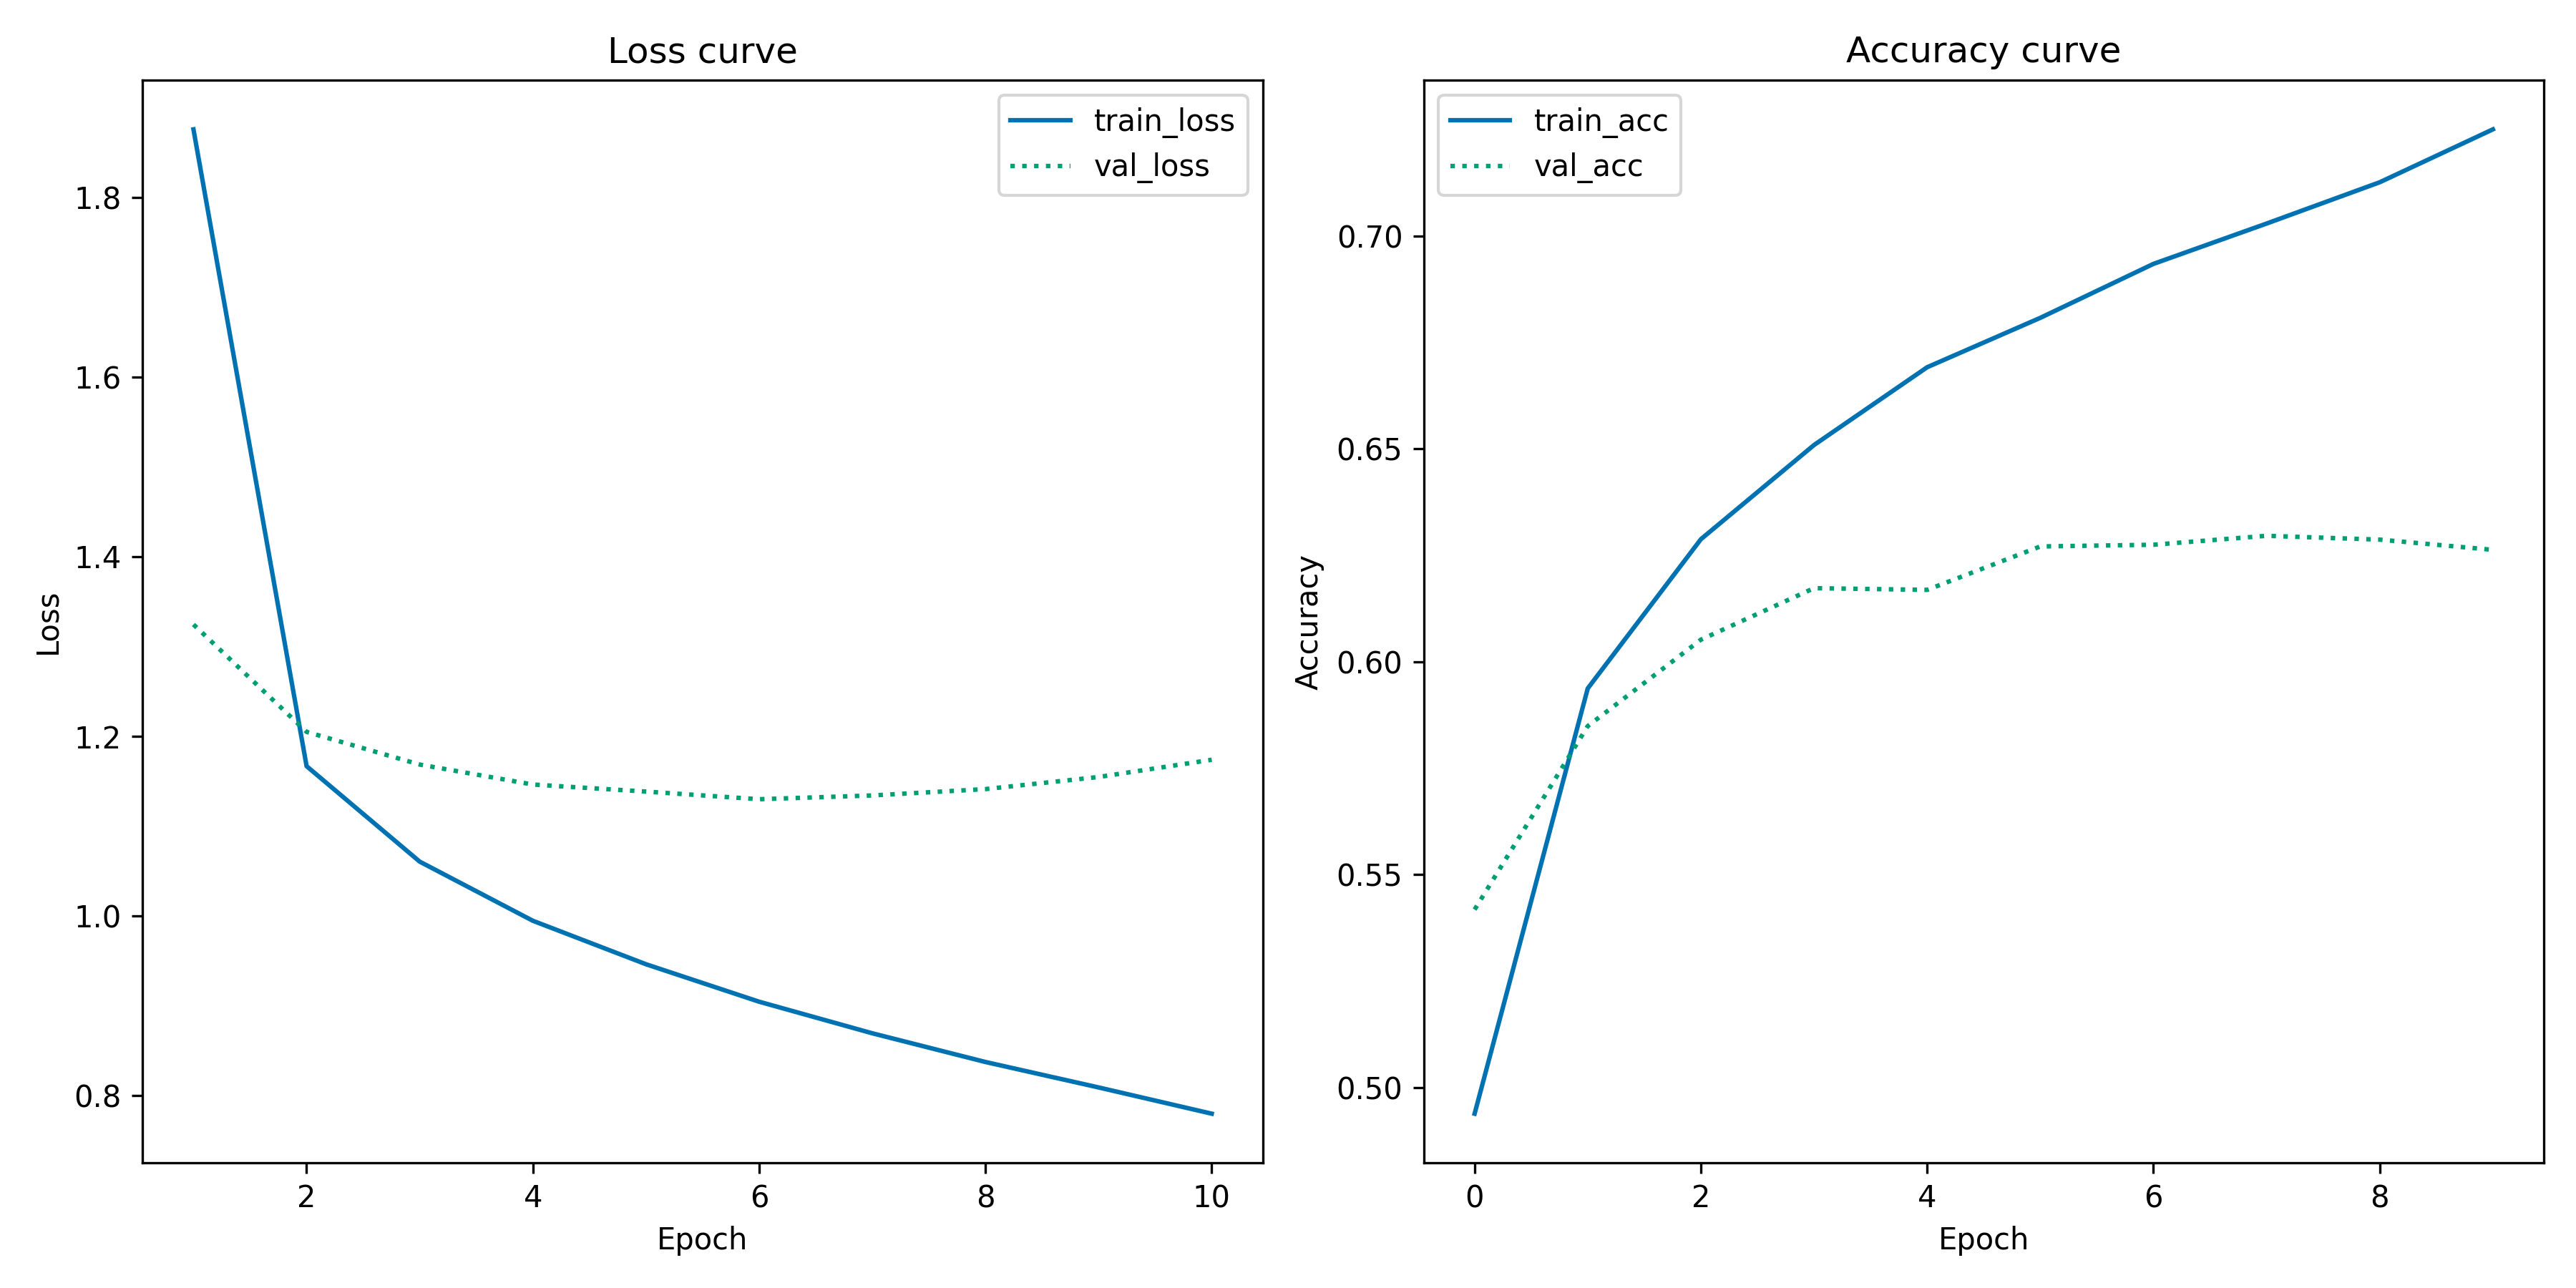 Loss curve
train_loss
val_loss
1.8
1.6
1.4
1.2
1.0
0.8
Loss
2 4 6 8 10
Epoch
Accuracy curve
train_acc
val_acc
0.70
0.65
0.60
0.55
0.50
Accuracy
0 2 4 6 8
Epoch